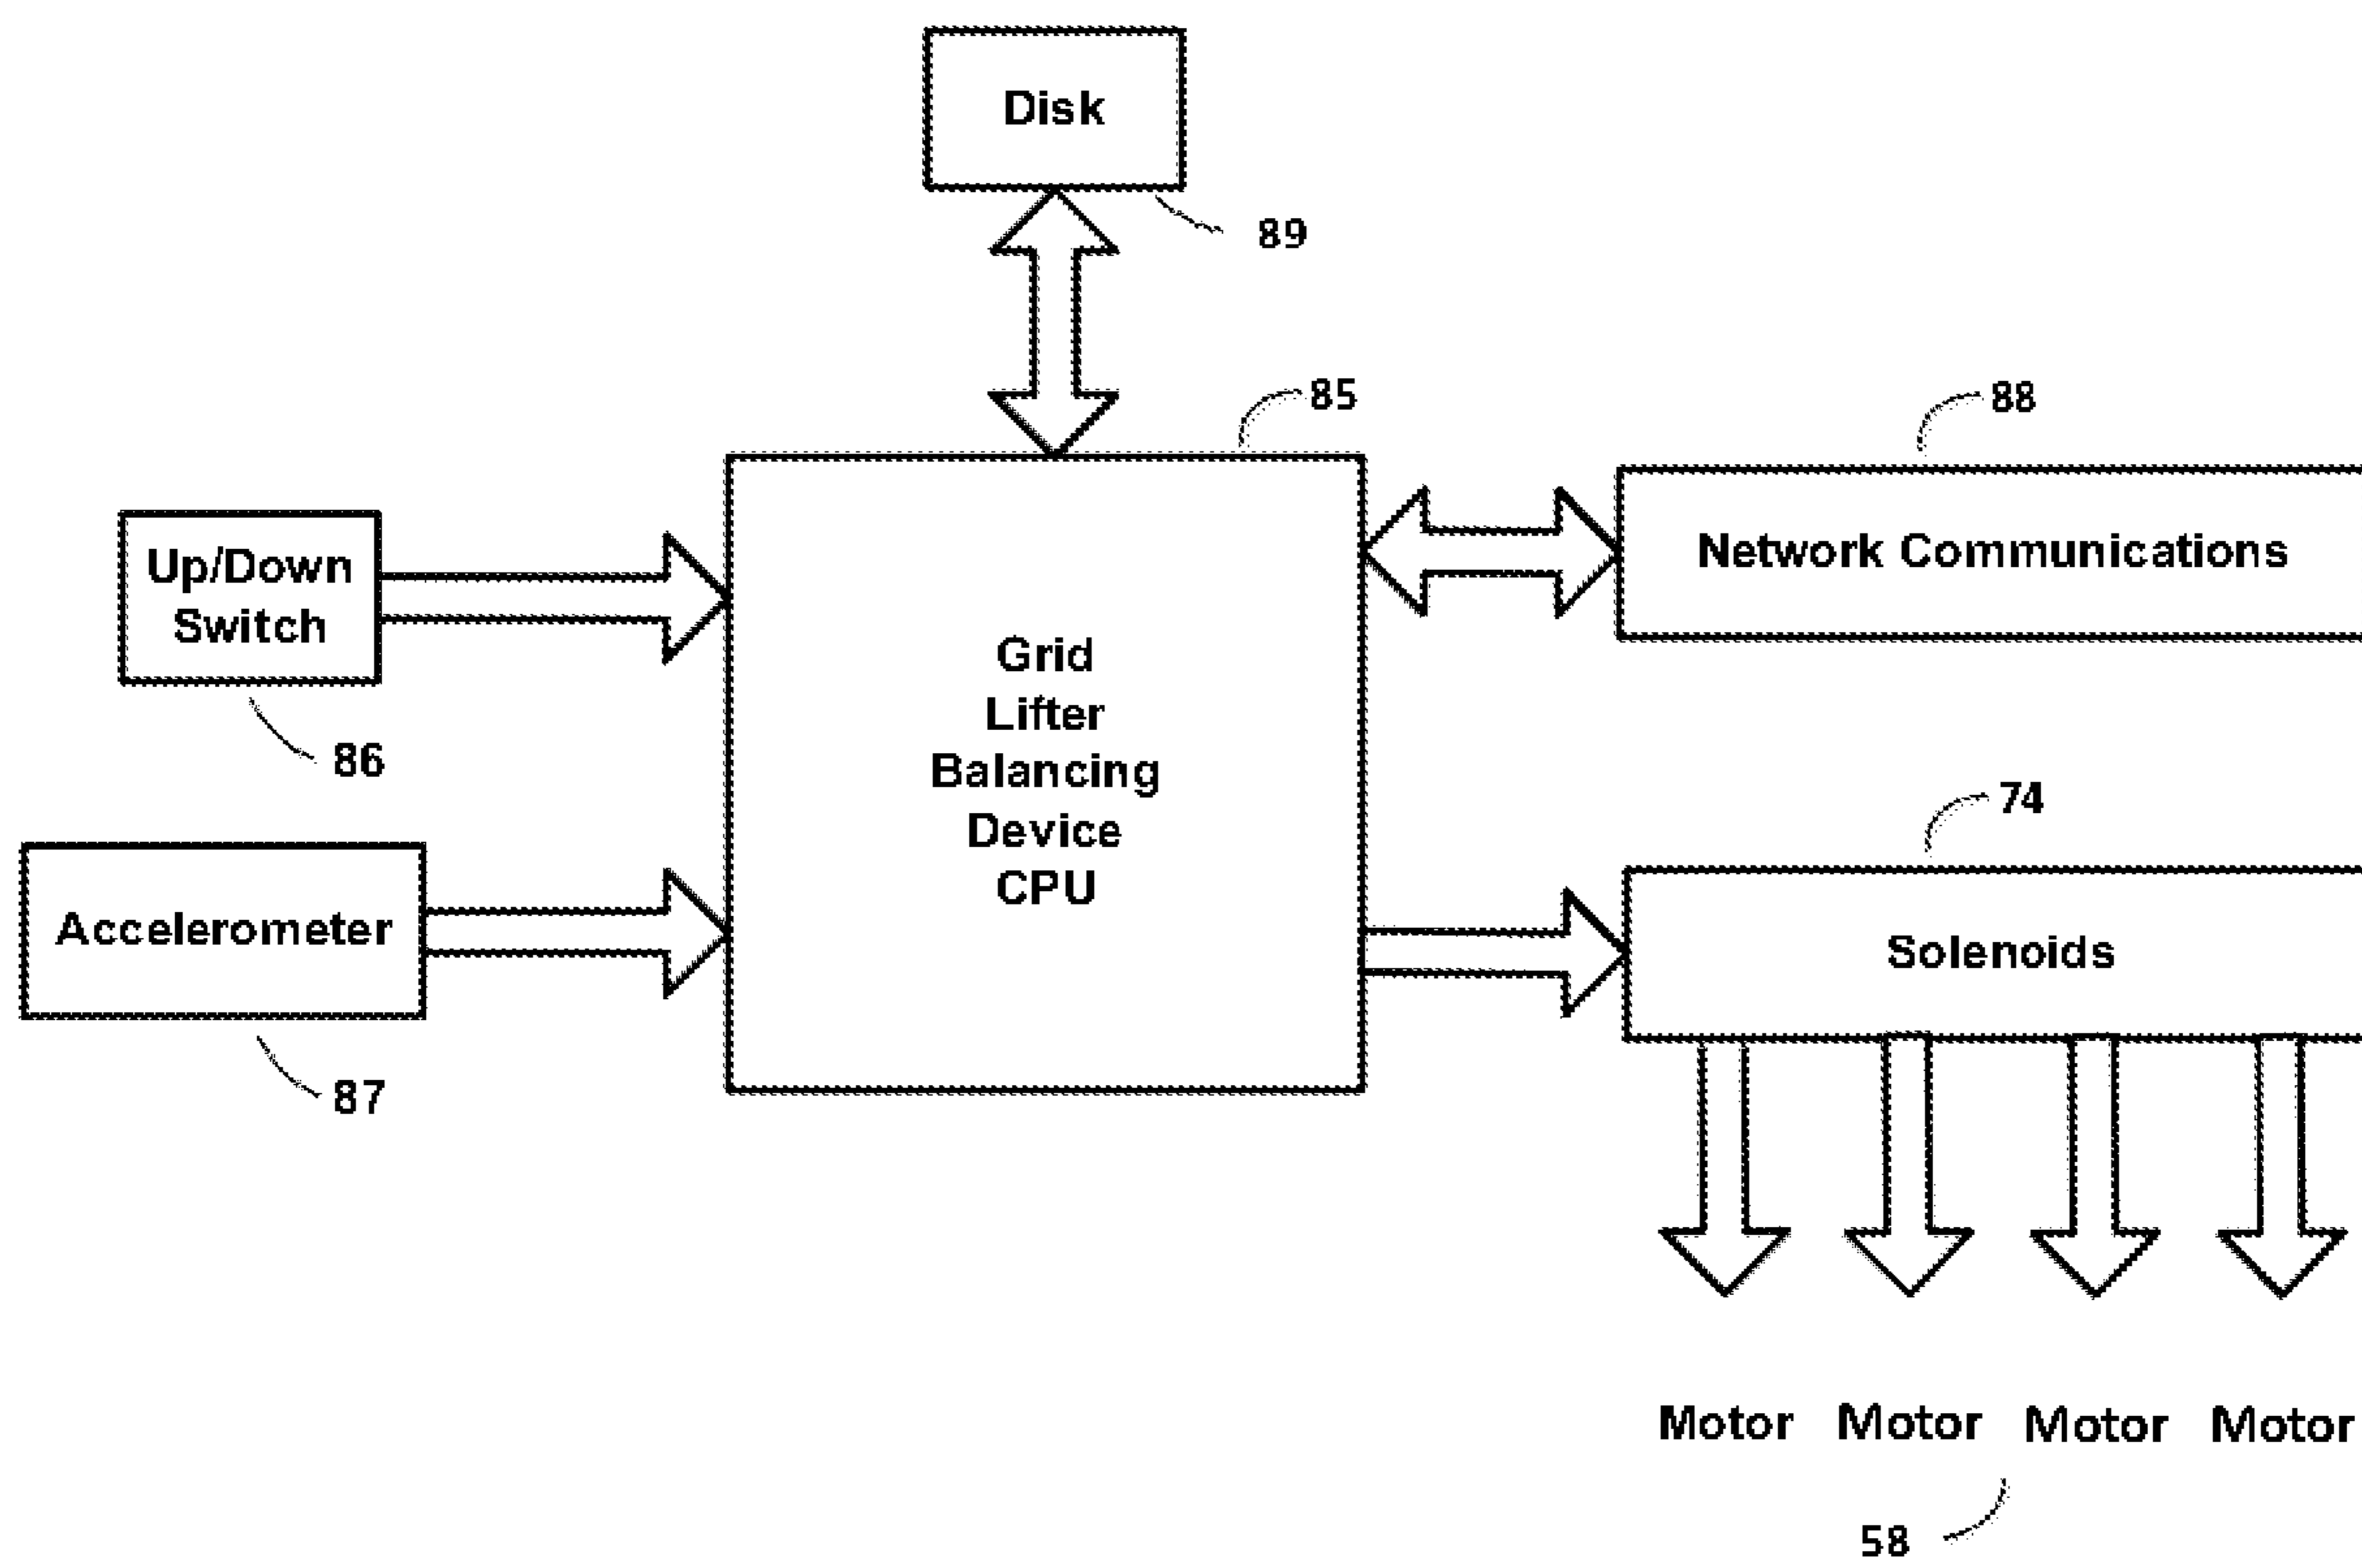 Disk
89
85
88
Up/Down
Switch
Network Communications
86
Grid
Lifter
Balancing
Device
CPU
74
Accelerometer
Solenoids
87
Motor Motor Motor Motor
58